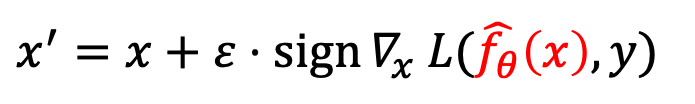 x′ = x + ε · sign ∇ₓ L(f̂_θ(x), y)